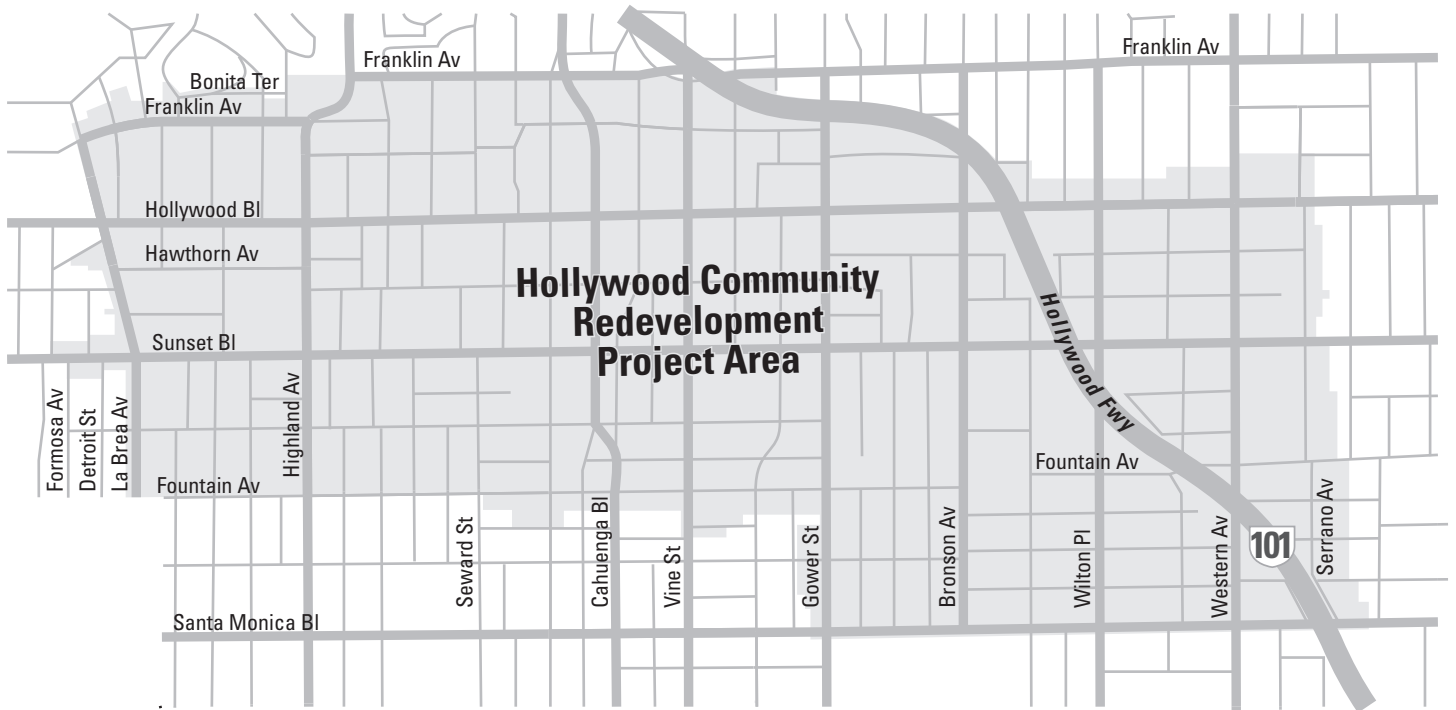 Franklin Av
Franklin Av
Bonita Ter
Franklin Av
Hollywood Bl
Hawthorn Av
Hollywood Community
Redevelopment
Project Area
Hollywood Fwy
Sunset Bl
Formosa Av
Detroit St
La Brea Av
Highland Av
Fountain Av
Fountain Av
Seward St
Cahuenga Bl
Vine St
Gower St
Bronson Av
Wilton Pl
Western Av
101
Serrano Av
Santa Monica Bl